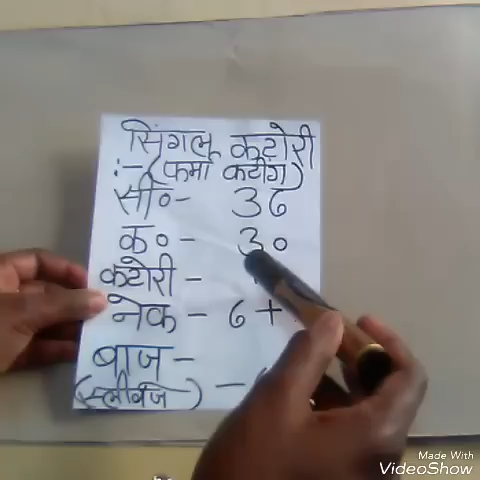 सिंगल कटोरी
:-(फर्मा कटींग)
सी०- 36
क० - 30
कटोरी -
नेक - 6+
बाज -
(स्लीवज) -
Made With
VideoShow